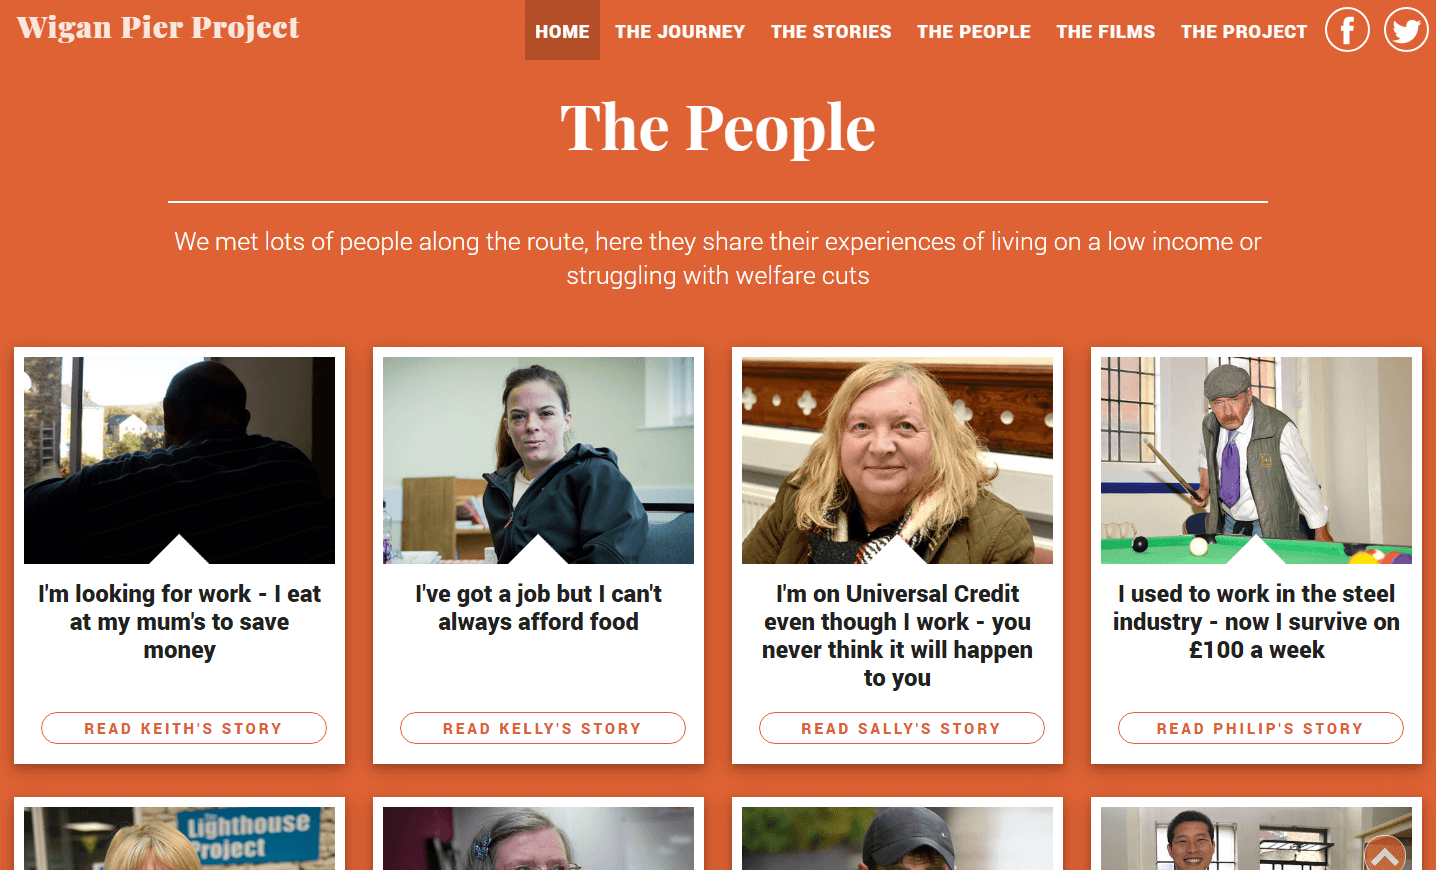 Wigan Pier Project
HOME THE JOURNEY THE STORIES THE PEOPLE THE FILMS THE PROJECT
The People
We met lots of people along the route, here they share their experiences of living on a low income or
struggling with welfare cuts
I'm looking for work - I eat
at my mum's to save
money
READ KEITH'S STORY
I've got a job but I can't
always afford food
READ KELLY'S STORY
I'm on Universal Credit
even though I work - you
never think it will happen
to you
READ SALLY'S STORY
I used to work in the steel
industry - now I survive on
£100 a week
READ PHILIP'S STORY
The
Lighthouse
Project